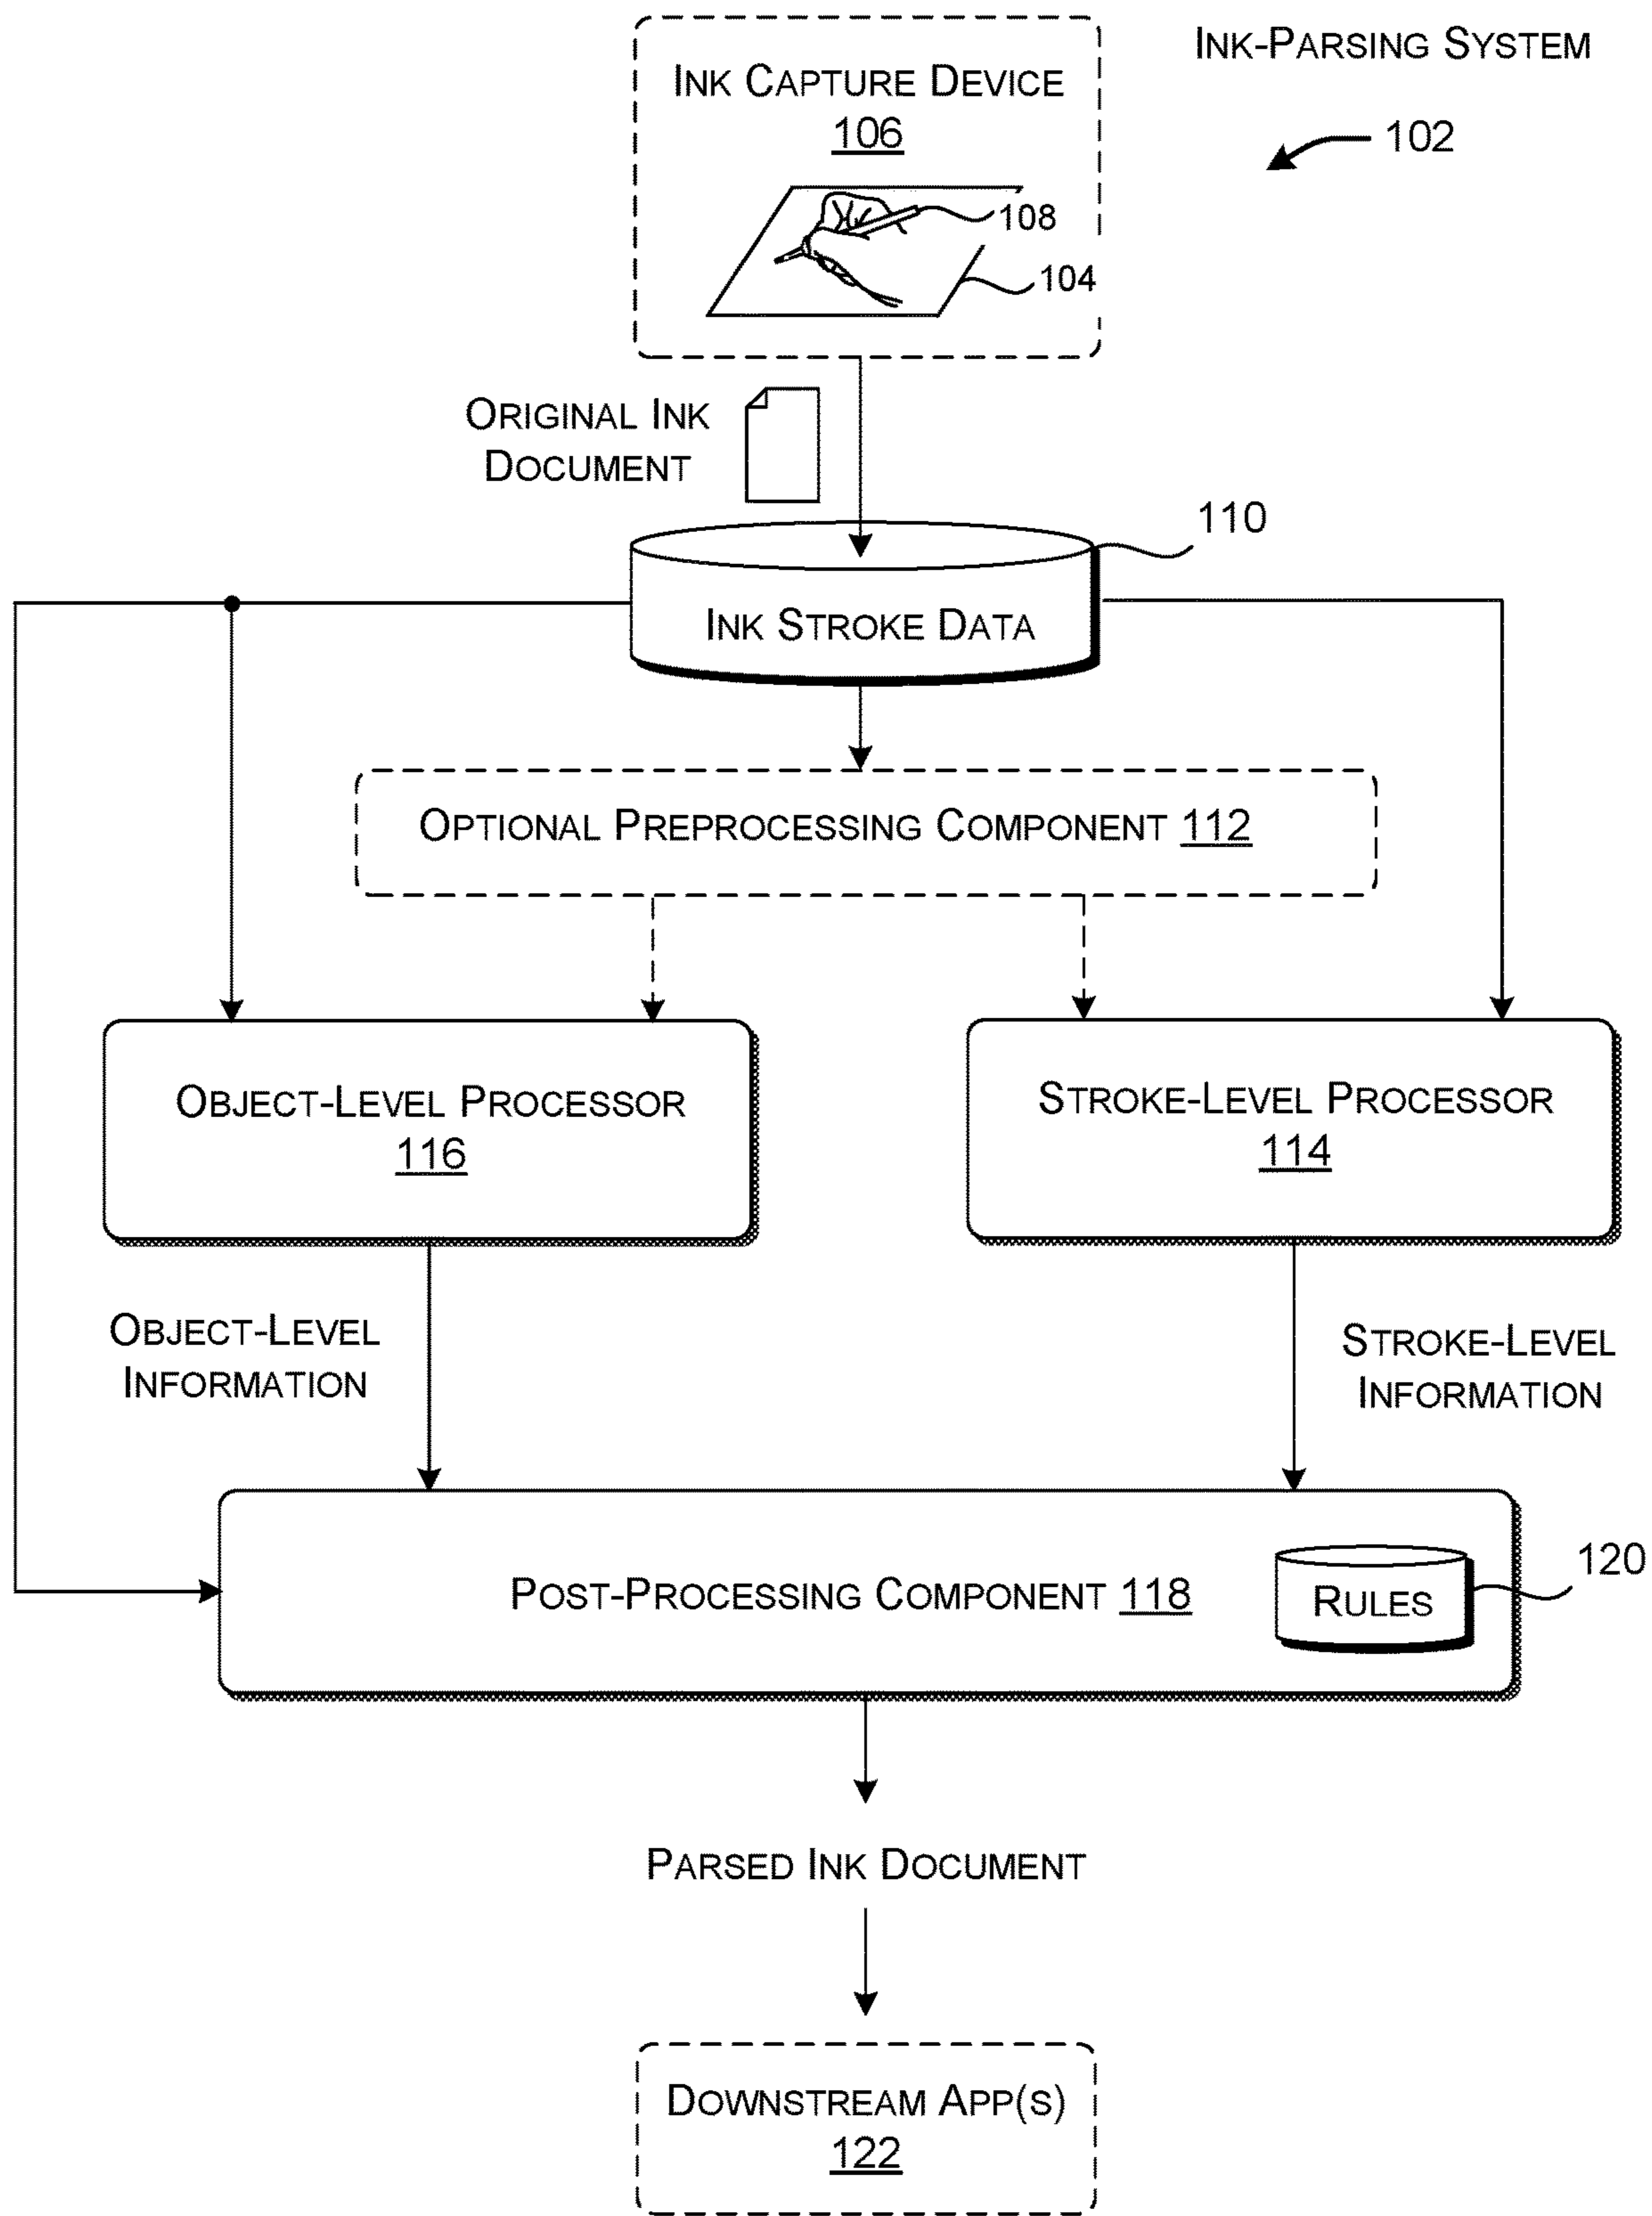 INK-PARSING SYSTEM
102
INK CAPTURE DEVICE
106
108
104
ORIGINAL INK
DOCUMENT
110
INK STROKE DATA
OPTIONAL PREPROCESSING COMPONENT 112
OBJECT-LEVEL PROCESSOR
116
STROKE-LEVEL PROCESSOR
114
OBJECT-LEVEL
INFORMATION
STROKE-LEVEL
INFORMATION
POST-PROCESSING COMPONENT 118
RULES
120
PARSED INK DOCUMENT
DOWNSTREAM APP(S)
122